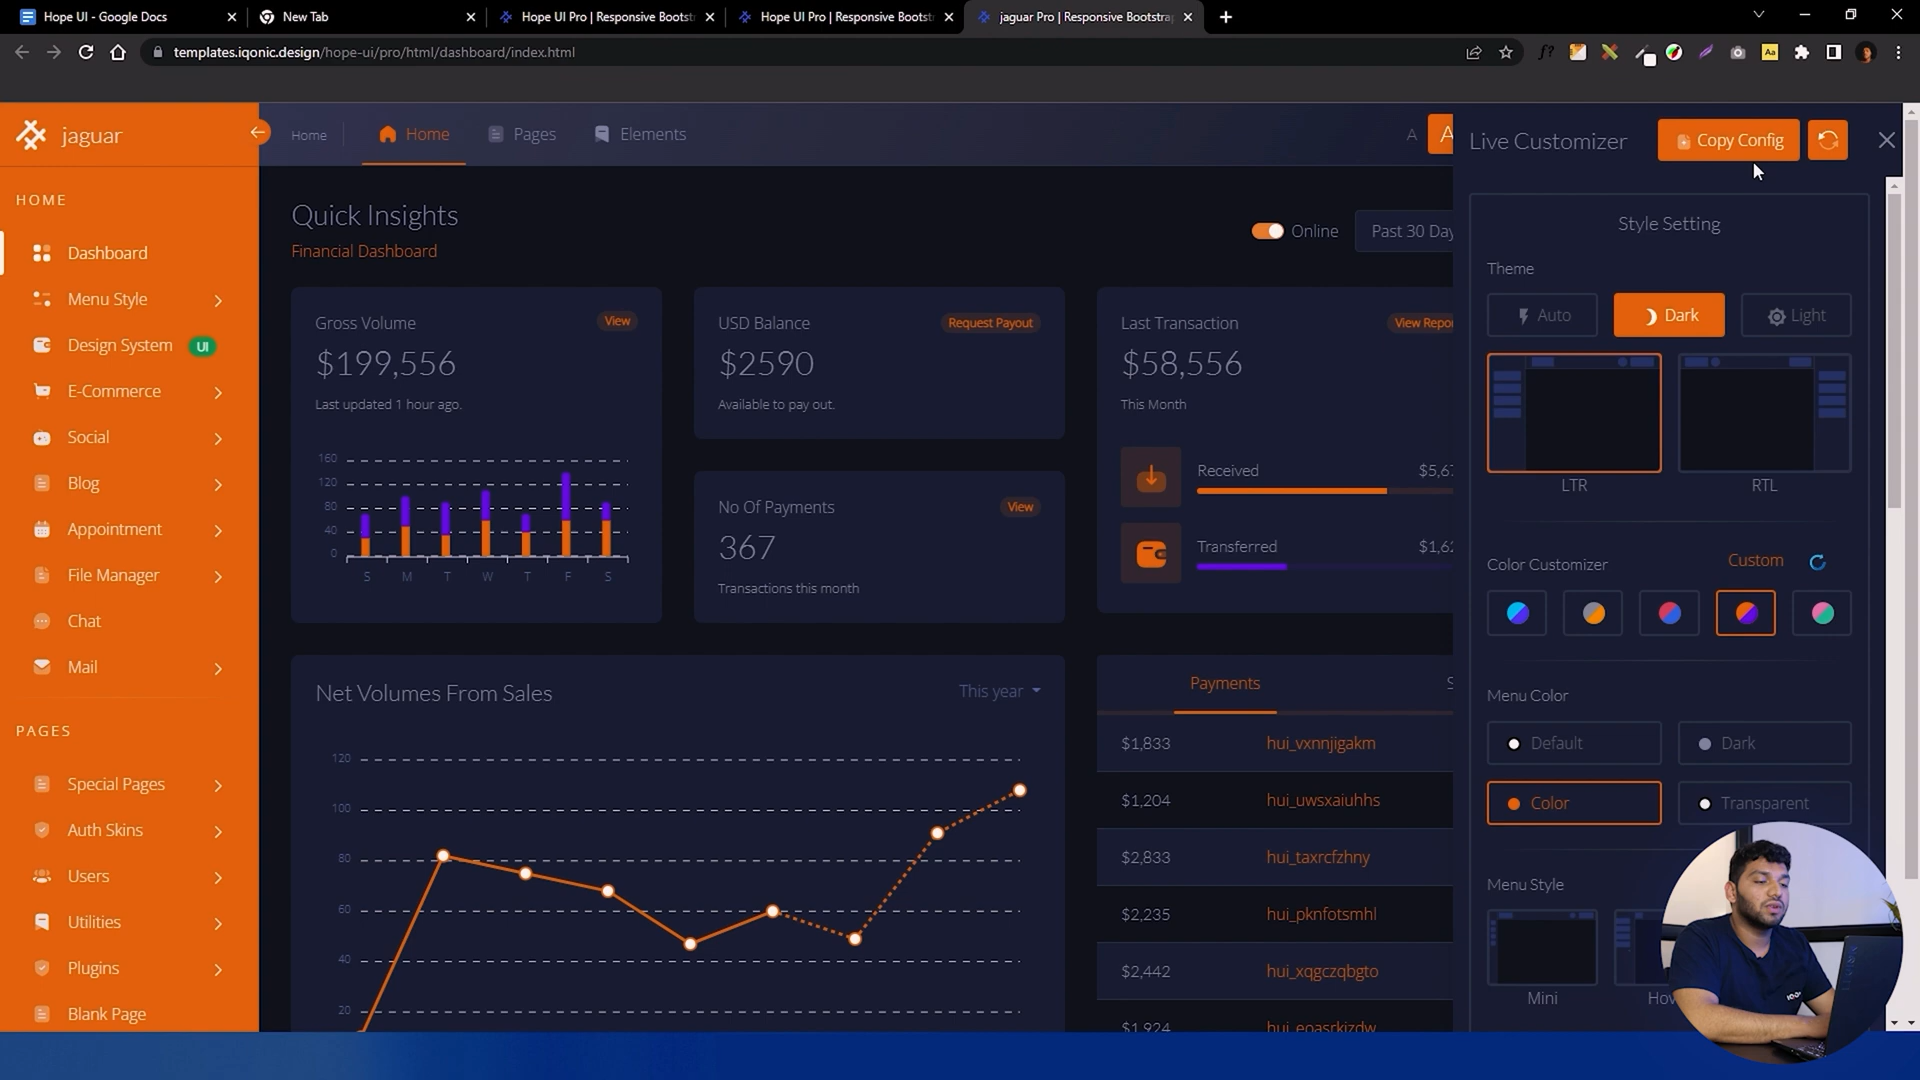 Hope UI - Google Docs
New Tab
Hope UI Pro | Responsive Bootst
Hope UI Pro | Responsive Bootst
jaguar Pro | Responsive Bootstra
templates.iqonic.design/hope-ui/pro/html/dashboard/index.html
jaguar
Home
Home
Pages
Elements
A
A
Live Customizer
Copy Config
HOME
Dashboard
Menu Style
Design System UI
E-Commerce
Social
Blog
Appointment
File Manager
Chat
Mail
PAGES
Special Pages
Auth Skins
Users
Utilities
Plugins
Blank Page
Quick Insights
Financial Dashboard
Online
Past 30 Day
Gross Volume
View
$199,556
Last updated 1 hour ago.
160
120
80
40
0
S M T W T F S
USD Balance
Request Payout
$2590
Available to pay out.
No Of Payments
View
367
Transactions this month
Last Transaction
View Repor
$58,556
This Month
Received
$5,67
Transferred
$1,62
Net Volumes From Sales
This year
120
100
80
60
40
20
Payments
S
$1,833 hui_vxnnjigakm
$1,204 hui_uwsxaiuhhs
$2,833 hui_taxrcfzhny
$2,235 hui_pknfotsmhl
$2,442 hui_xqgczqbgto
$1,924 hui_eoasrkizdw
Style Setting
Theme
Auto
Dark
Light
LTR
RTL
Color Customizer
Custom
Menu Color
Default
Dark
Color
Transparent
Menu Style
Mini